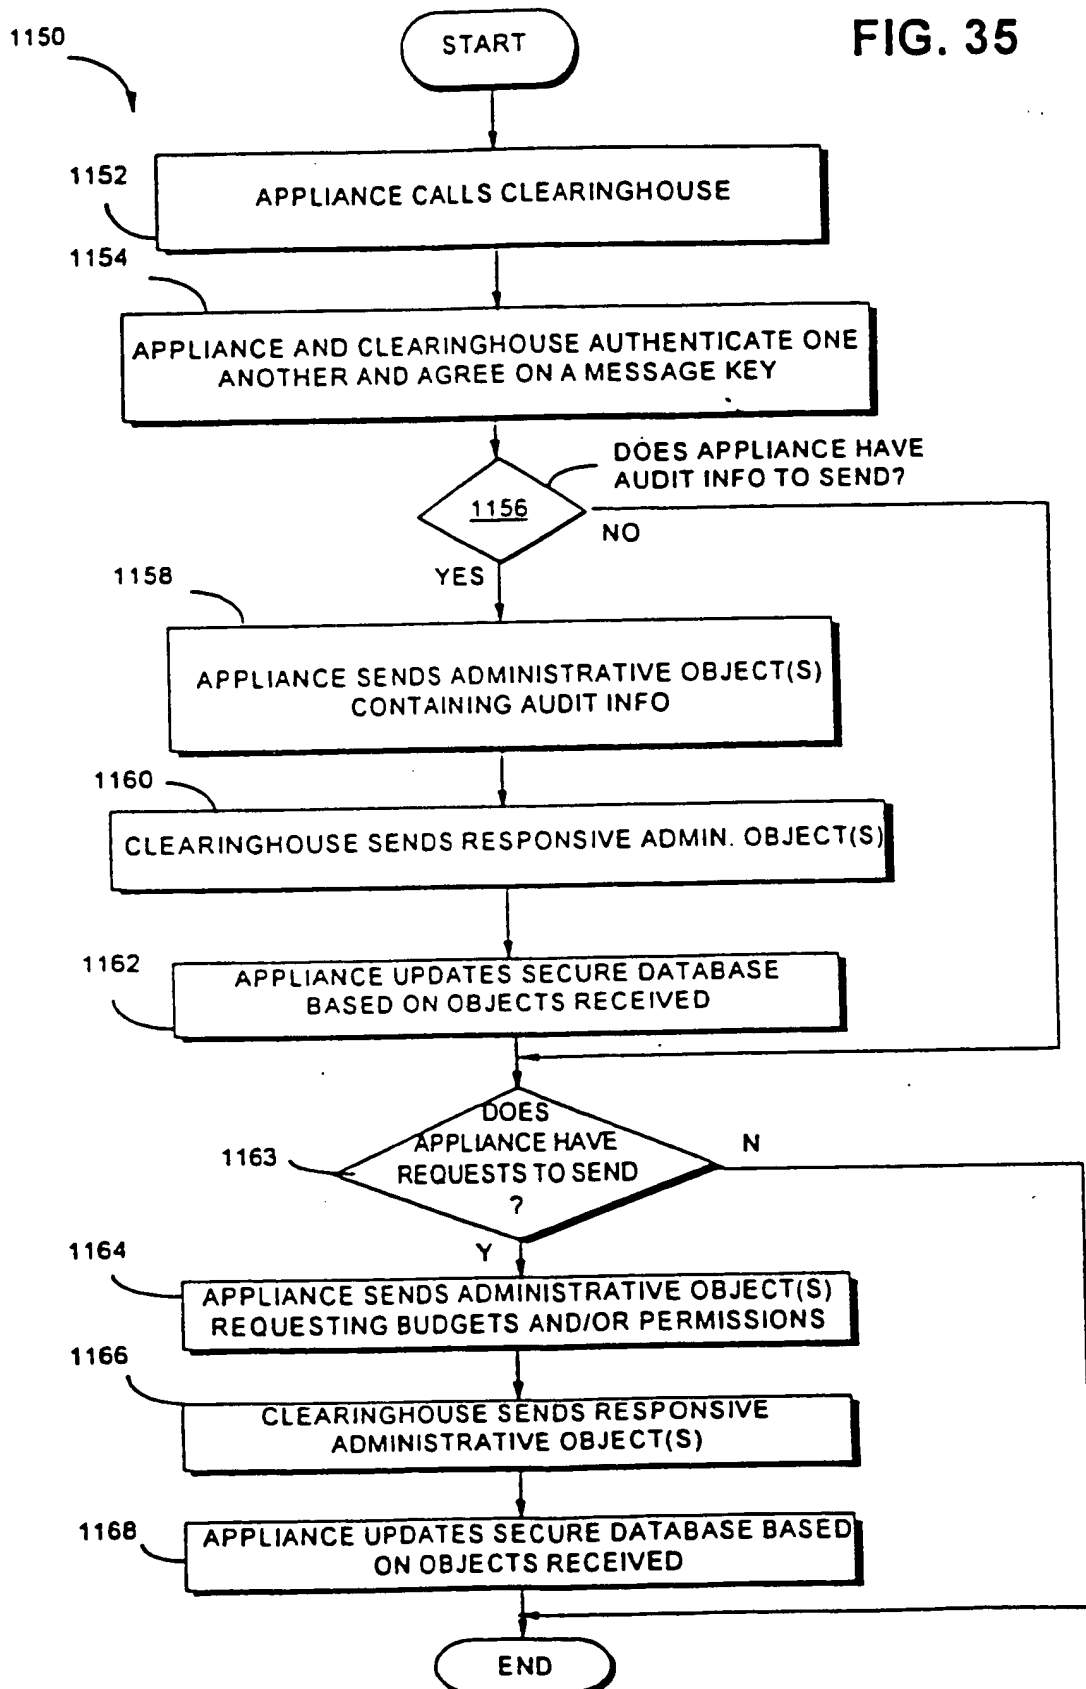 1150
START
FIG. 35
1152
APPLIANCE CALLS CLEARINGHOUSE
1154
APPLIANCE AND CLEARINGHOUSE AUTHENTICATE ONE
ANOTHER AND AGREE ON A MESSAGE KEY
DOES APPLIANCE HAVE
AUDIT INFO TO SEND?
1156
NO
YES
1158
APPLIANCE SENDS ADMINISTRATIVE OBJECT(S)
CONTAINING AUDIT INFO
1160
CLEARINGHOUSE SENDS RESPONSIVE ADMIN. OBJECT(S)
1162
APPLIANCE UPDATES SECURE DATABASE
BASED ON OBJECTS RECEIVED
1163
DOES
APPLIANCE HAVE
REQUESTS TO SEND
?
N
Y
1164
APPLIANCE SENDS ADMINISTRATIVE OBJECT(S)
REQUESTING BUDGETS AND/OR PERMISSIONS
1166
CLEARINGHOUSE SENDS RESPONSIVE
ADMINISTRATIVE OBJECT(S)
1168
APPLIANCE UPDATES SECURE DATABASE BASED
ON OBJECTS RECEIVED
END